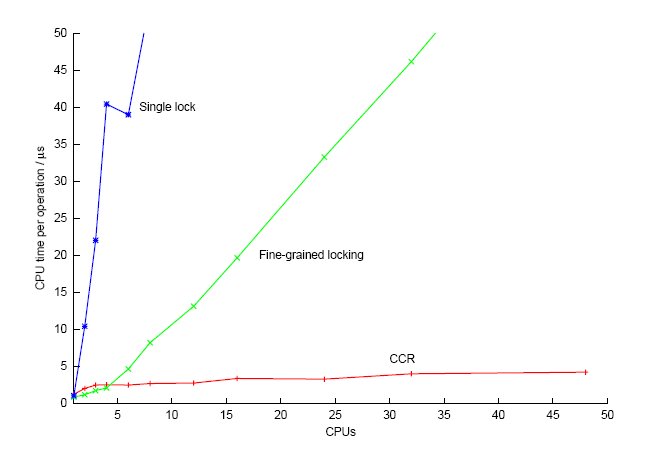 50
45
40
35
30
25
20
15
10
5
0
CPU time per operation / µs
Single lock
Fine-grained locking
CCR
5 10 15 20 25 30 35 40 45 50
CPUs